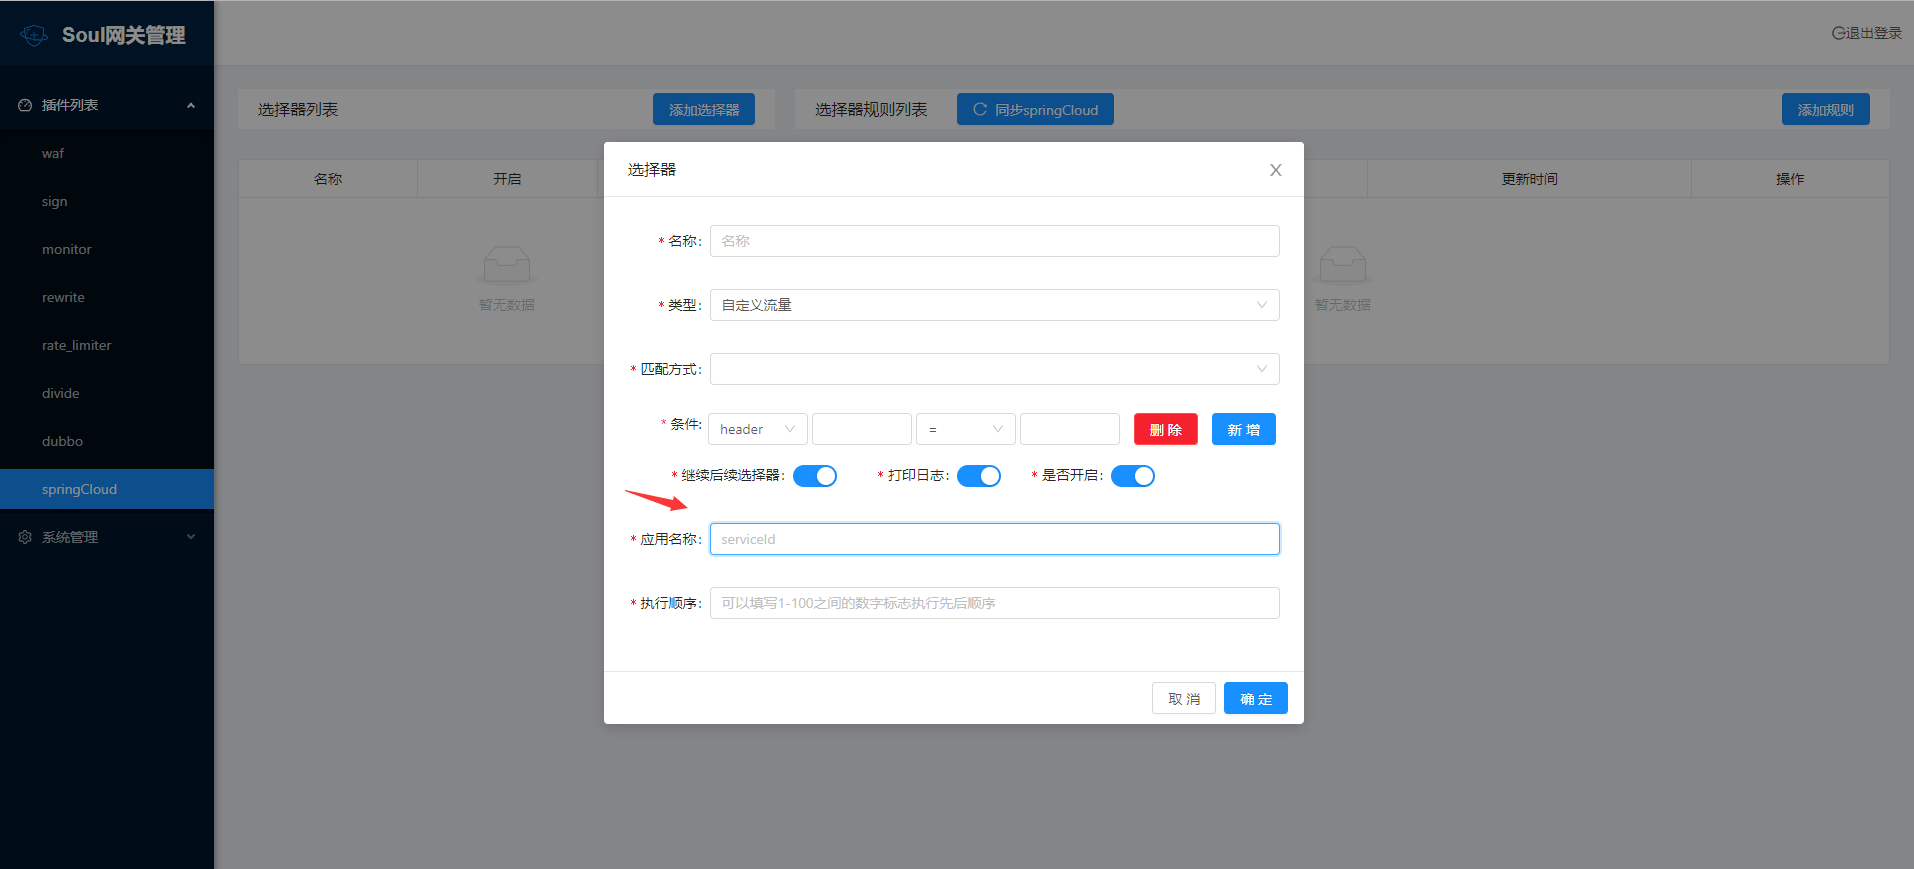 Soul网关管理
退出登录
插件列表
waf
sign
monitor
rewrite
rate_limiter
divide
dubbo
springCloud
系统管理
选择器列表
添加选择器
选择器规则列表
同步springCloud
添加规则
名称
开启
更新时间
操作
暂无数据
暂无数据
选择器
X
* 名称: 名称
* 类型: 自定义流量
* 匹配方式:
* 条件: header = 删 除 新 增
* 继续后续选择器: * 打印日志: * 是否开启:
* 应用名称: serviceId
* 执行顺序: 可以填写1-100之间的数字标志执行先后顺序
取 消 确 定